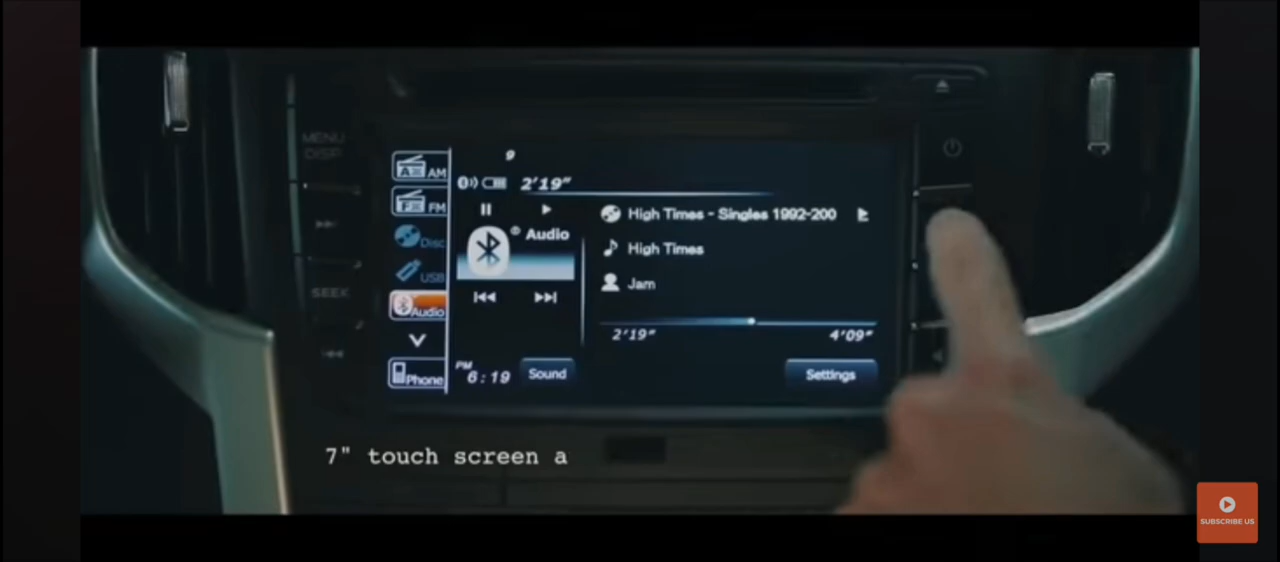 MENU
DISP
SEEK
AM
FM
Disc
USB
Audio
Phone
9
2'19"
Audio
PM
6:19
Sound
High Times - Singles 1992-200
High Times
Jam
2'19"
4'09"
Settings
7" touch screen a
SUBSCRIBE US